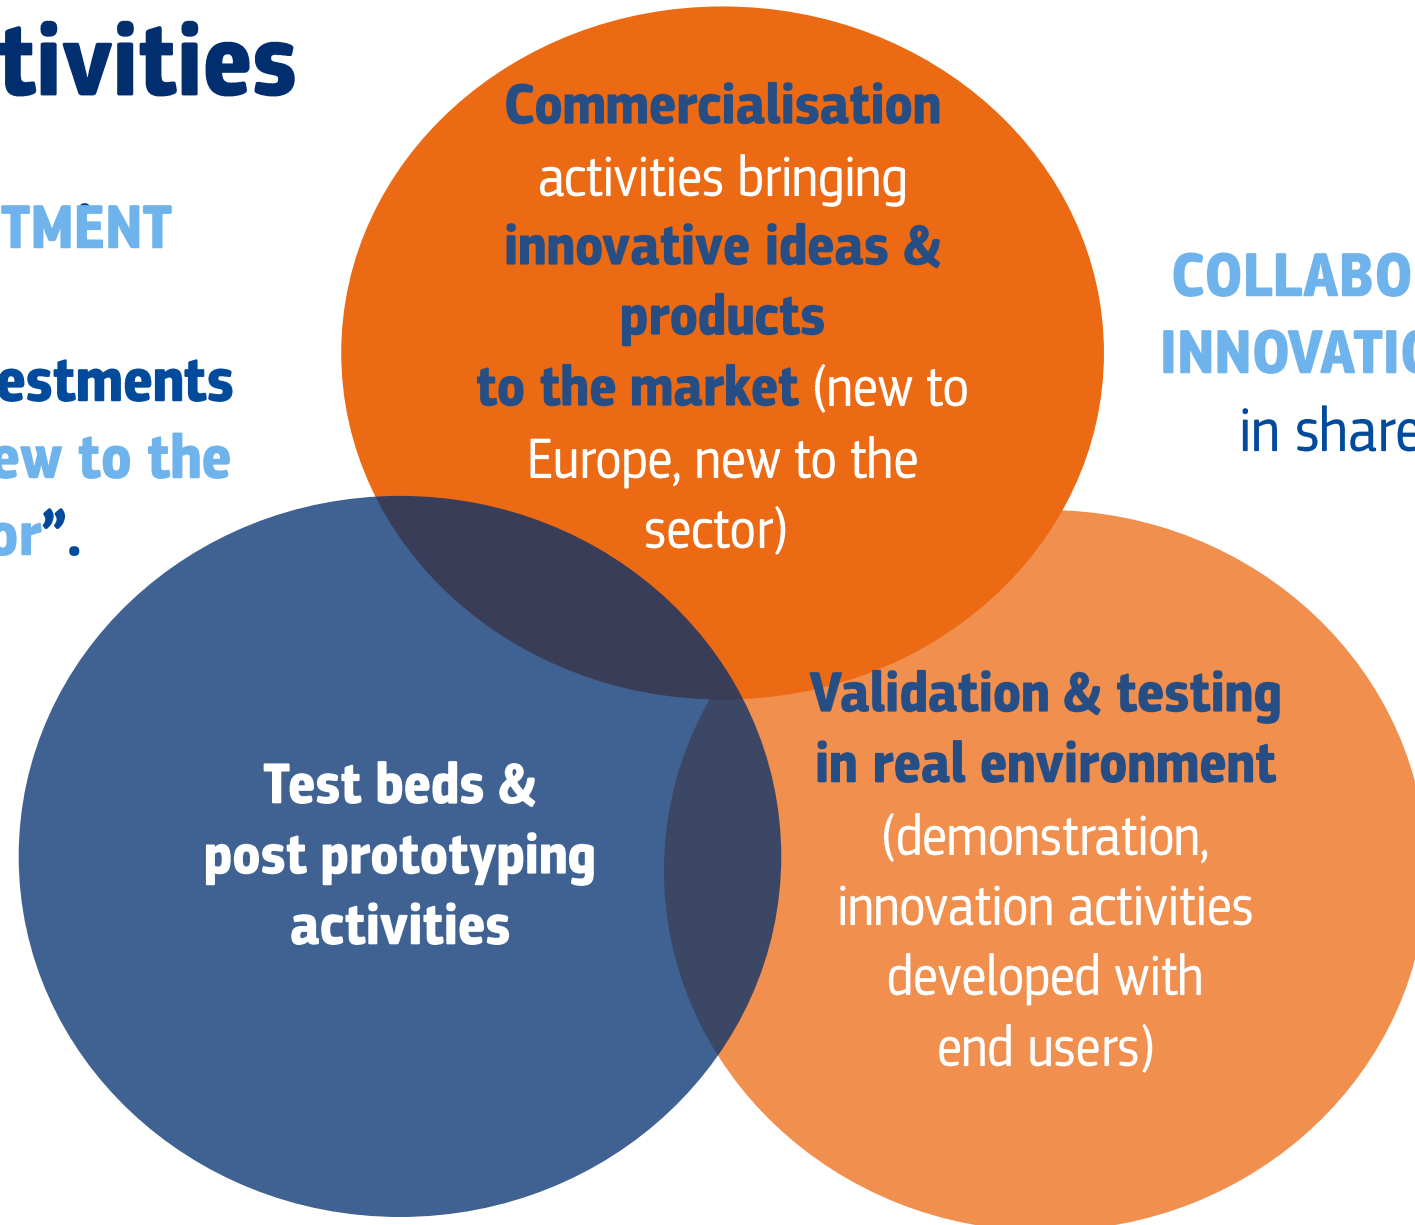 tivities
TMENT
estments
ew to the
or”.
Commercialisation
activities bringing
innovative ideas &
products
to the market (new to
Europe, new to the
sector)
COLLABO
INNOVATIO
in share
Test beds &
post prototyping
activities
Validation & testing
in real environment
(demonstration,
innovation activities
developed with
end users)